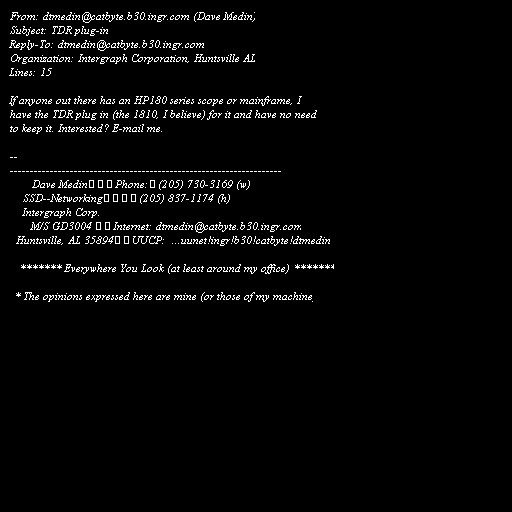 From: dtmedin@catbyte.b30.ingr.com (Dave Medin)
Subject: TDR plug-in
Reply-To: dtmedin@catbyte.b30.ingr.com
Organization: Intergraph Corporation, Huntsville AL
Lines: 15

If anyone out there has an HP180 series scope or mainframe, I
have the TDR plug in (the 1810, I believe) for it and have no need
to keep it. Interested? E-mail me.

--
--------------------------------------------------------------------
Dave Medin Phone: (205) 730-3169 (w)
SSD--Networking (205) 837-1174 (h)
Intergraph Corp.
M/S GD3004 Internet: dtmedin@catbyte.b30.ingr.com
Huntsville, AL 35894 UUCP: ...uunet!ingr!b30!catbyte!dtmedin

******* Everywhere You Look (at least around my office) *******

* The opinions expressed here are mine (or those of my machine)